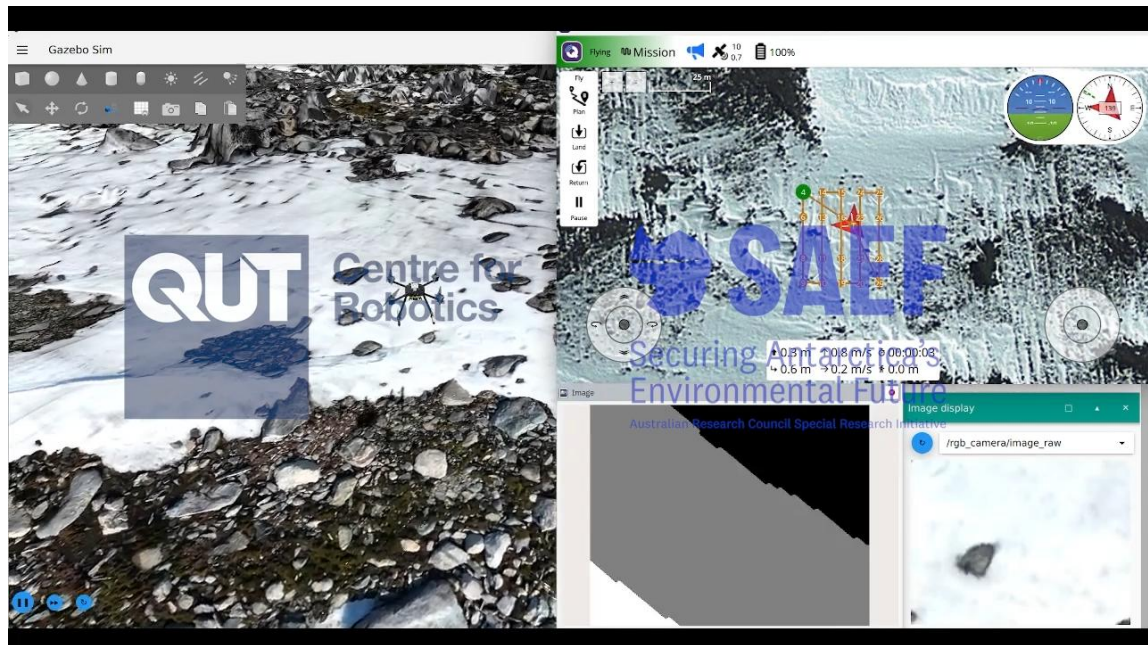 Gazebo Sim
Flying
Mission
10
0.7
100%
Fly
Plan
Land
Return
Pause
25 m
W
E
S
4
QUT
Centre for
Robotics
SAEF
Securing Antarctica's
Environmental Future
Australian Research Council Special Research Initiative
0.3 m 0.8 m/s 00:00:03
0.6 m 0.2 m/s 0.0 m
Image
Image display
/rgb_camera/image_raw